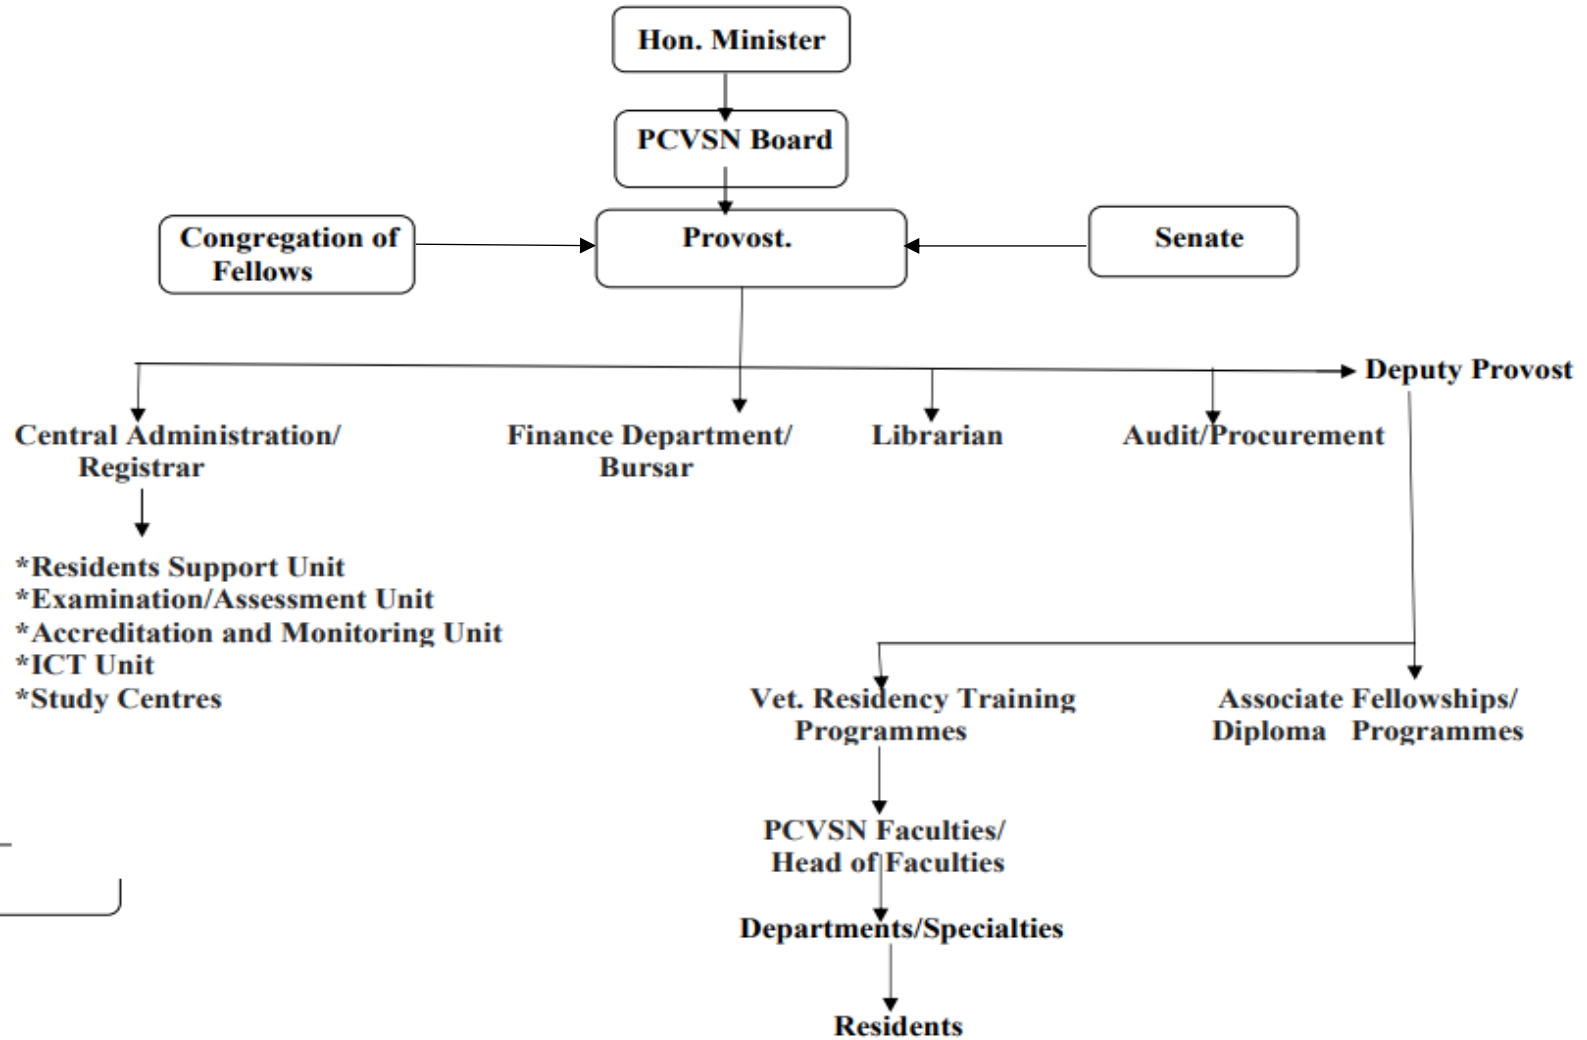 Hon. Minister
PCVSN Board
Congregation of
Fellows
Provost.
Senate
Deputy Provost
Central Administration/
Registrar
Finance Department/
Bursar
Librarian
Audit/Procurement
*Residents Support Unit
*Examination/Assessment Unit
*Accreditation and Monitoring Unit
*ICT Unit
*Study Centres
Vet. Residency Training
Programmes
Associate Fellowships/
Diploma Programmes
PCVSN Faculties/
Head of Faculties
Departments/Specialties
Residents